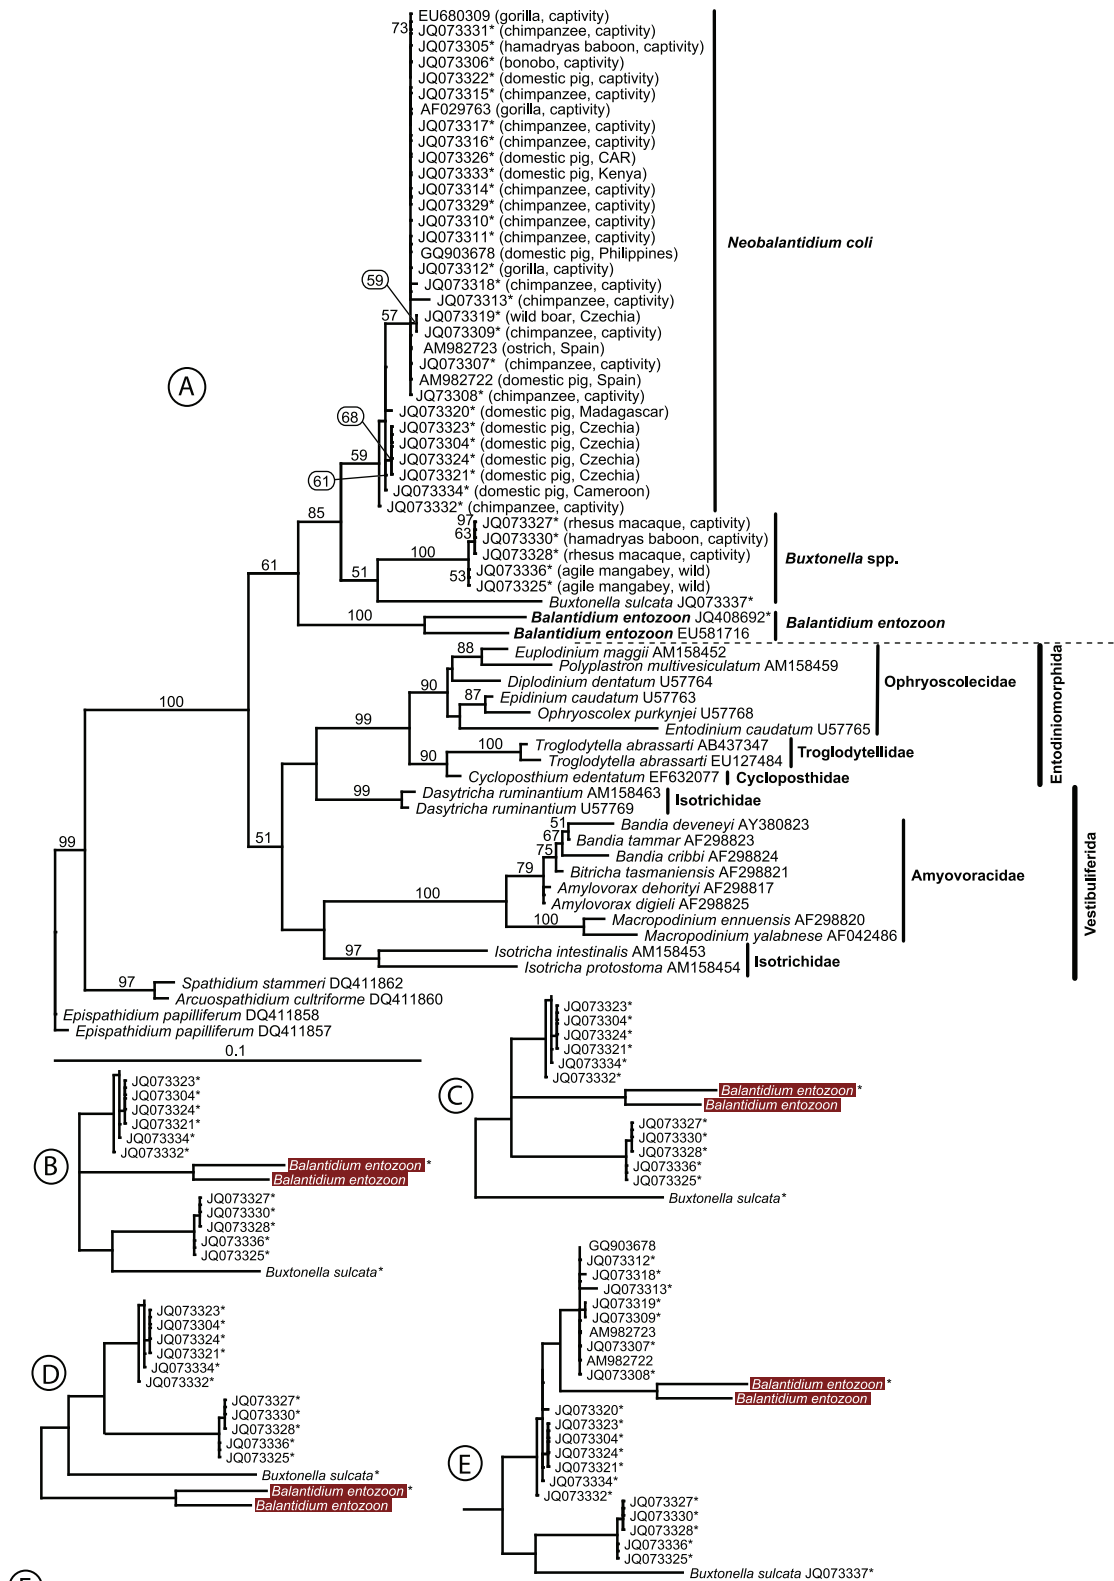 EU680309 (gorilla, captivity)
73
JQ073331* (chimpanzee, captivity)
JQ073305* (hamadryas baboon, captivity)
JQ073306* (bonobo, captivity)
JQ073322* (domestic pig, captivity)
JQ073315* (chimpanzee, captivity)
AF029763 (gorilla, captivity)
JQ073317* (chimpanzee, captivity)
JQ073316* (chimpanzee, captivity)
JQ073326* (domestic pig, CAR)
JQ073333* (domestic pig, Kenya)
JQ073314* (chimpanzee, captivity)
JQ073329* (chimpanzee, captivity)
JQ073310* (chimpanzee, captivity)
JQ073311* (chimpanzee, captivity)
Neobalantidium coli
GQ903678 (domestic pig, Philippines)
JQ073312* (gorilla, captivity)
59
JQ073318* (chimpanzee, captivity)
JQ073313* (chimpanzee, captivity)
57
JQ073319* (wild boar, Czechia)
JQ073309* (chimpanzee, captivity)
AM982723 (ostrich, Spain)
JQ073307* (chimpanzee, captivity)
A
AM982722 (domestic pig, Spain)
JQ73308* (chimpanzee, captivity)
68
JQ073320* (domestic pig, Madagascar)
JQ073323* (domestic pig, Czechia)
JQ073304* (domestic pig, Czechia)
59
JQ073324* (domestic pig, Czechia)
61
JQ073321* (domestic pig, Czechia)
JQ073334* (domestic pig, Cameroon)
JQ073332* (chimpanzee, captivity)
85
97
JQ073327* (rhesus macaque, captivity)
63
JQ073330* (hamadryas baboon, captivity)
100
JQ073328* (rhesus macaque, captivity)
Buxtonella spp.
61
51
53
JQ073336* (agile mangabey, wild)
JQ073325* (agile mangabey, wild)
Buxtonella sulcata JQ073337*
100
Balantidium entozoon JQ408692*
Balantidium entozoon
Balantidium entozoon EU581716
88
Euplodinium maggii AM158452
Polyplastron multivesiculatum AM158459
90
Diplodinium dentatum U57764
Ophryoscolecidae
87
Epidinium caudatum U57763
Ophryoscolex purkynjei U57768
Entodinium caudatum U57765
Entodiniomorphida
100
99
100
Troglodytella abrassarti AB437347
90
Troglodytella abrassarti EU127484
Troglodytellidae
Cycloposthium edentatum EF632077
Cycloposthidae
99
Dasytricha ruminantium AM158463
Dasytricha ruminantium U57769
Isotrichidae
51
Bandia deveneyi AY380823
67
Bandia tammar AF298823
99
51
75
Bandia cribbi AF298824
79
Bitricha tasmaniensis AF298821
Amyovoracidae
Amylovorax dehorityi AF298817
100
Amylovorax digieli AF298825
100
Macropodinium ennuensis AF298820
Macropodinium yalabnese AF042486
Vestibuliferida
97
Isotricha intestinalis AM158453
Isotricha protostoma AM158454
Isotrichidae
97
Spathidium stammeri DQ411862
Arcuospathidium cultriforme DQ411860
Epispathidium papilliferum DQ411858
Epispathidium papilliferum DQ411857
0.1
B
JQ073323*
JQ073304*
JQ073324*
JQ073321*
JQ073334*
JQ073332*
Balantidium entozoon *
Balantidium entozoon
JQ073327*
JQ073330*
JQ073328*
JQ073336*
JQ073325*
Buxtonella sulcata*
C
JQ073323*
JQ073304*
JQ073324*
JQ073321*
JQ073334*
JQ073332*
Balantidium entozoon *
Balantidium entozoon
JQ073327*
JQ073330*
JQ073328*
JQ073336*
JQ073325*
Buxtonella sulcata*
D
JQ073323*
JQ073304*
JQ073324*
JQ073321*
JQ073334*
JQ073332*
JQ073327*
JQ073330*
JQ073328*
JQ073336*
JQ073325*
Buxtonella sulcata*
Balantidium entozoon *
Balantidium entozoon
E
GQ903678
JQ073312*
JQ073318*
JQ073313*
JQ073319*
JQ073309*
AM982723
JQ073307*
AM982722
JQ073308*
Balantidium entozoon *
Balantidium entozoon
JQ073320*
JQ073323*
JQ073304*
JQ073324*
JQ073321*
JQ073334*
JQ073332*
JQ073327*
JQ073330*
JQ073328*
JQ073336*
JQ073325*
Buxtonella sulcata JQ073337*